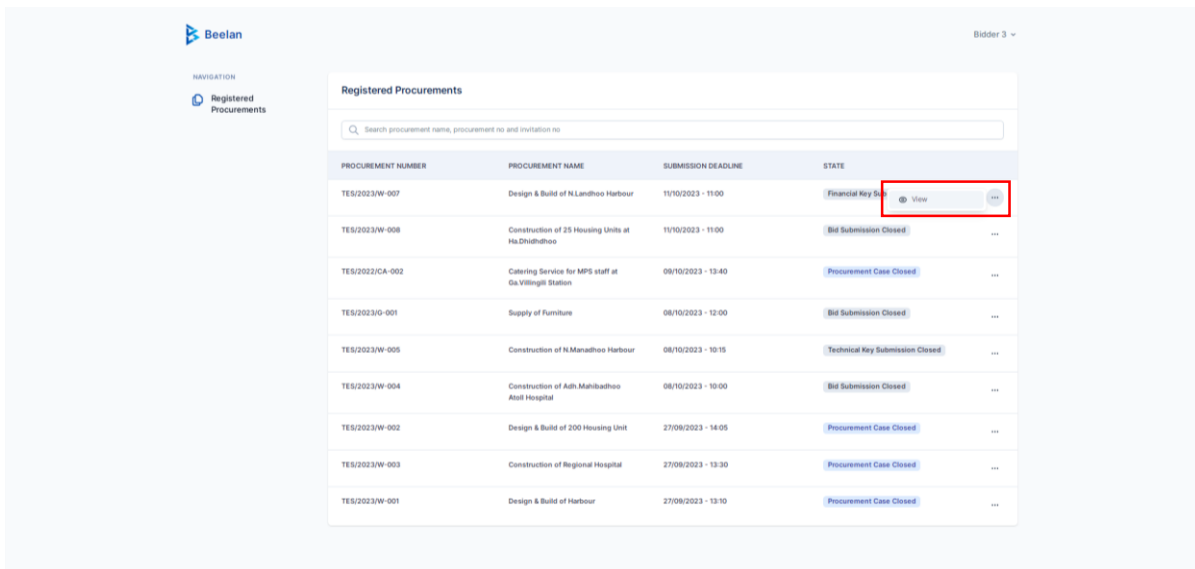 Beelan
Bidder 3
NAVIGATION
Registered
Procurements
Registered Procurements
Search procurement name, procurement no and invitation no
PROCUREMENT NUMBER PROCUREMENT NAME SUBMISSION DEADLINE STATE
TES/2023/W-007 Design & Build of N.Landhoo Harbour 11/10/2023 - 11:00 Financial Key Sub View
TES/2023/W-008 Construction of 25 Housing Units at 11/10/2023 - 11:00 Bid Submission Closed
Ha.Dhidhdhoo
TES/2022/CA-002 Catering Service for MPS staff at 09/10/2023 - 13:40 Procurement Case Closed
Ga.Villingili Station
TES/2023/G-001 Supply of Furniture 08/10/2023 - 12:00 Bid Submission Closed
TES/2023/W-005 Construction of N.Manadhoo Harbour 08/10/2023 - 10:15 Technical Key Submission Closed
TES/2023/W-004 Construction of Adh.Mahibadhoo 08/10/2023 - 10:00 Bid Submission Closed
Atoll Hospital
TES/2023/W-002 Design & Build of 200 Housing Unit 27/09/2023 - 14:05 Procurement Case Closed
TES/2023/W-003 Construction of Regional Hospital 27/09/2023 - 13:30 Procurement Case Closed
TES/2023/W-001 Design & Build of Harbour 27/09/2023 - 13:10 Procurement Case Closed